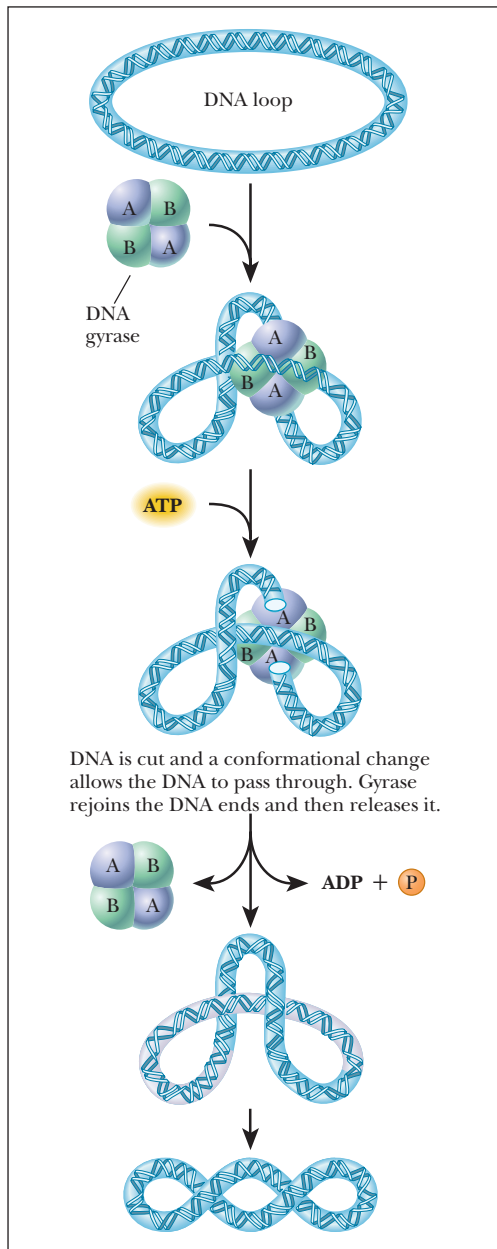 DNA loop
A B
B A
DNA
gyrase
A
B
B
A
ATP
A
B
B
A
DNA is cut and a conformational change
allows the DNA to pass through. Gyrase
rejoins the DNA ends and then releases it.
A B
B A
ADP + P